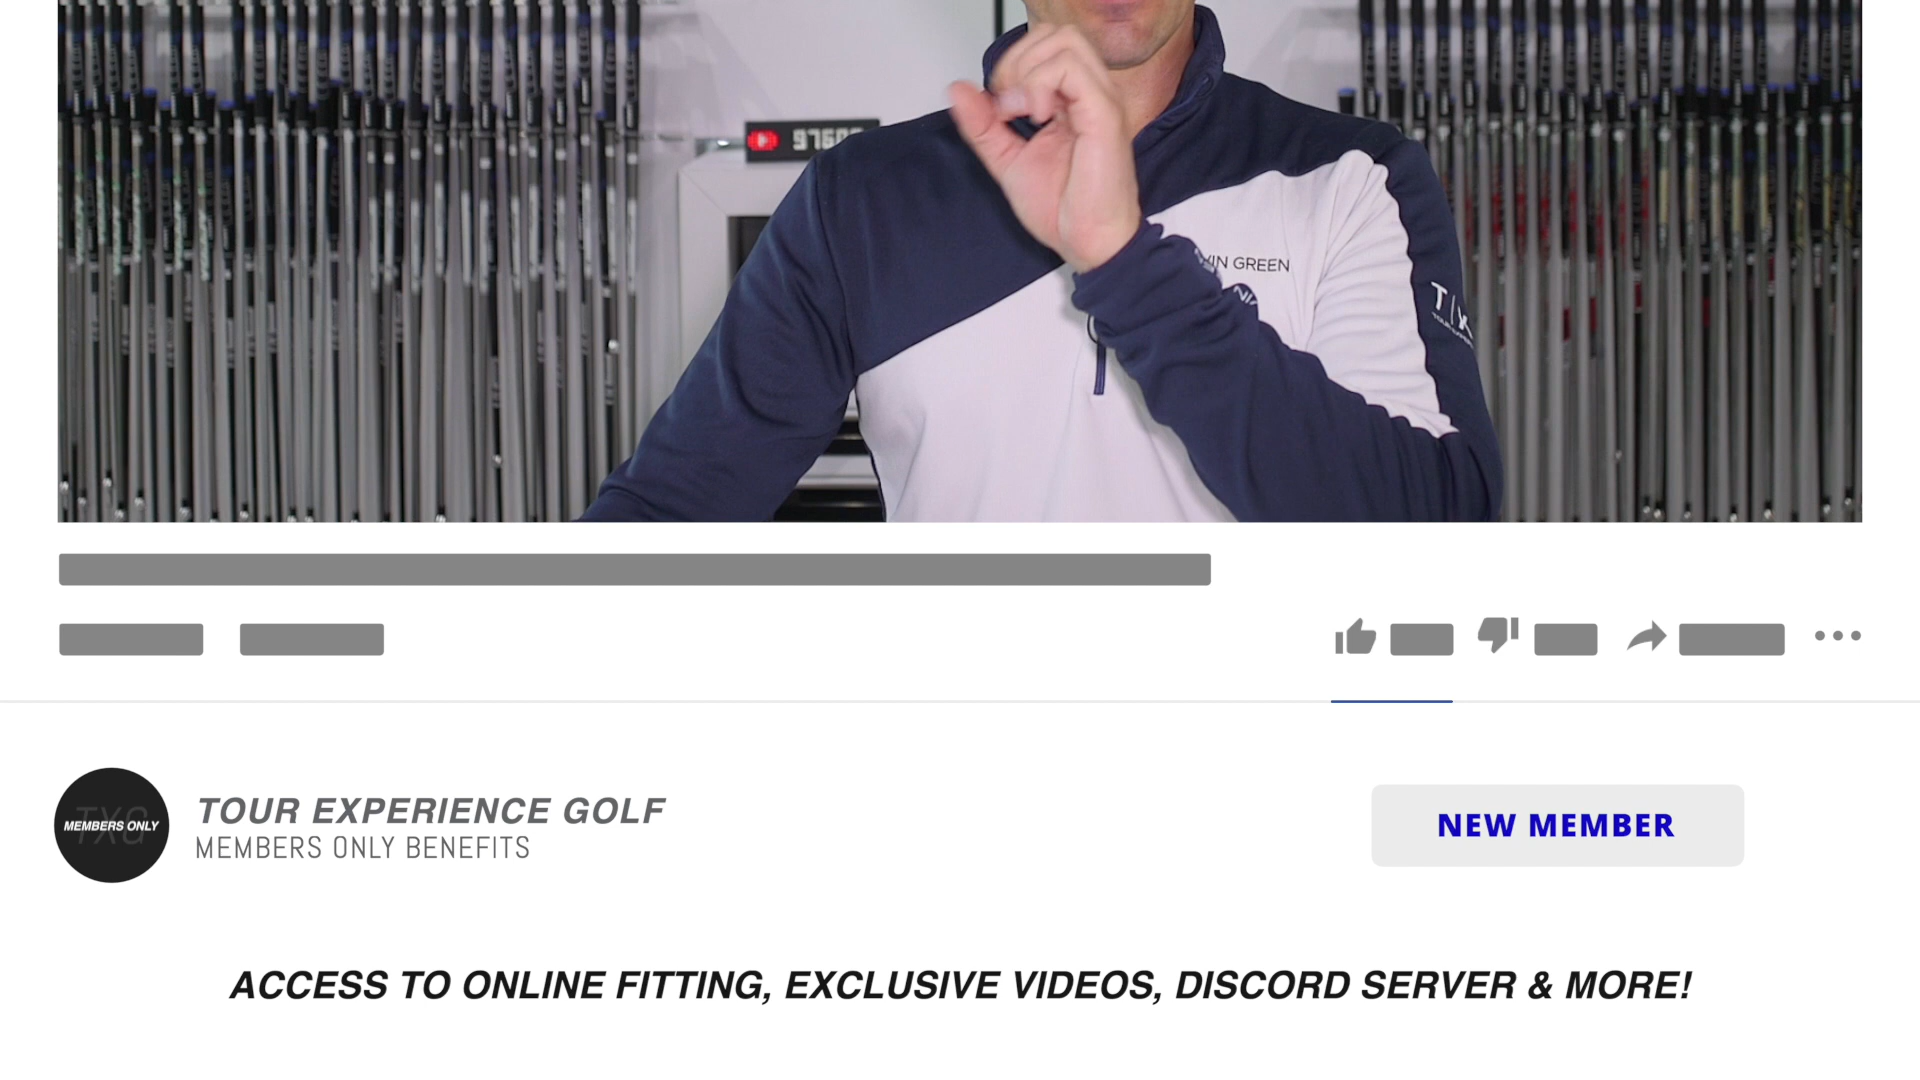 GREEN
TOUR EXPERIENCE GOLF
MEMBERS ONLY BENEFITS
MEMBERS ONLY
TXG
NEW MEMBER
ACCESS TO ONLINE FITTING, EXCLUSIVE VIDEOS, DISCORD SERVER & MORE!